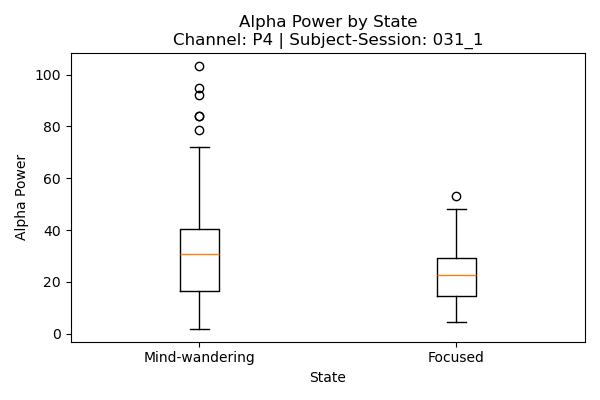 Alpha Power by State
Channel: P4 | Subject-Session: 031_1
100
80
60
40
20
0
Alpha Power
Mind-wandering
Focused
State